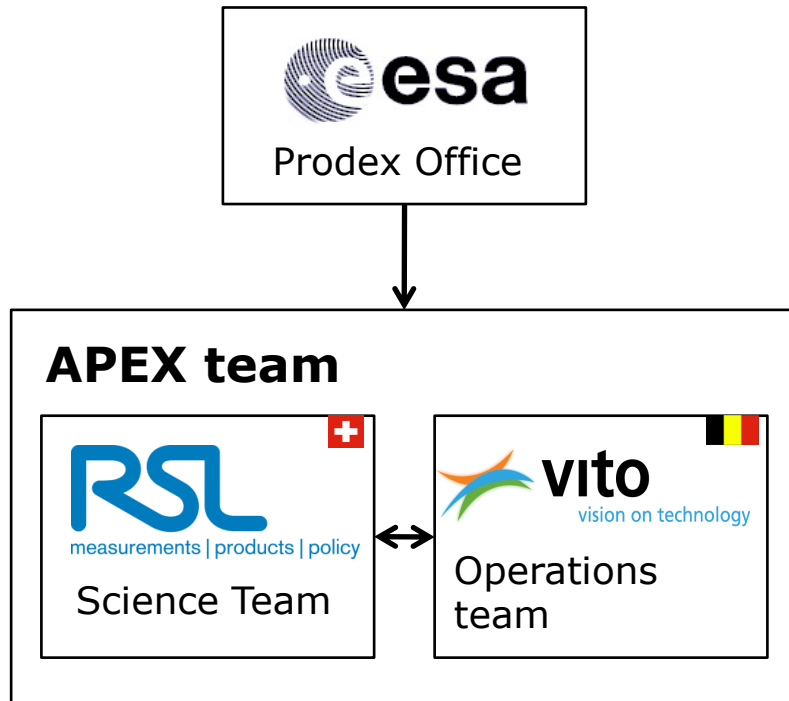 esa
Prodex Office
APEX team
RSL
measurements | products | policy
Science Team
vito
vision on technology
Operations
team